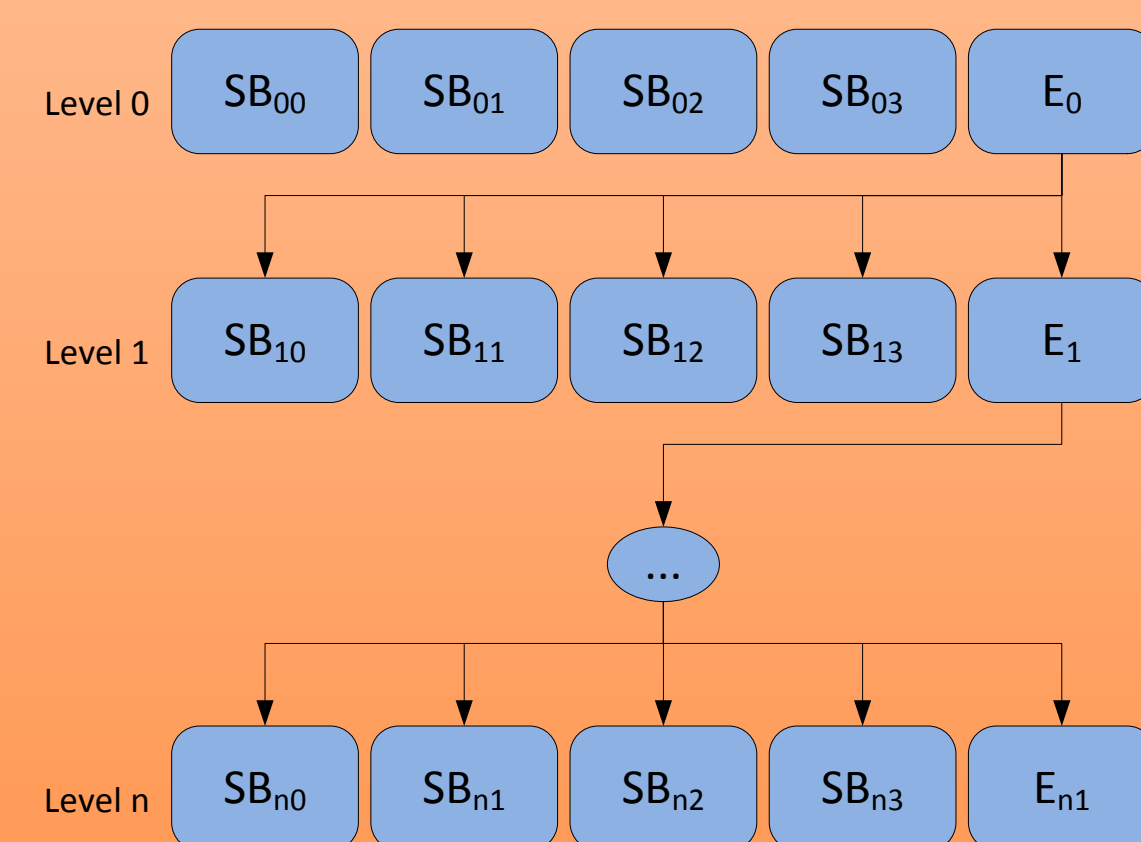 Level 0 SB₀₀ SB₀₁ SB₀₂ SB₀₃ E₀
Level 1 SB₁₀ SB₁₁ SB₁₂ SB₁₃ E₁
...
Level n SBₙ₀ SBₙ₁ SBₙ₂ SBₙ₃ Eₙ₁